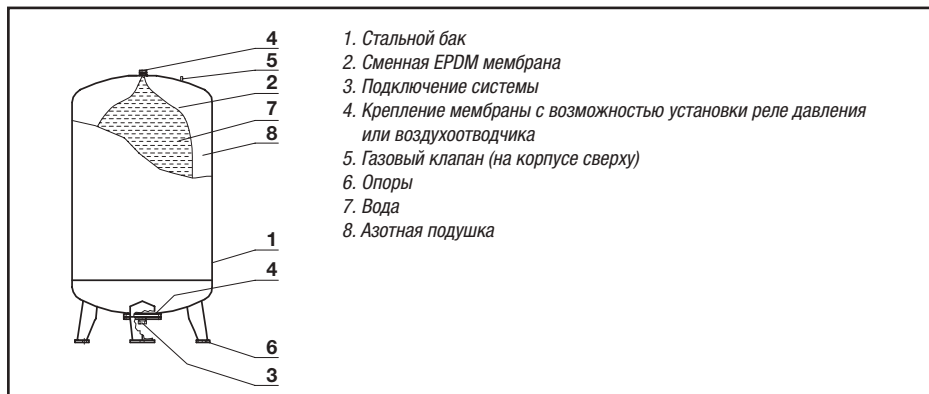 4
5
2
7
8
1
4
6
3
1. Стальной бак
2. Сменная EPDM мембрана
3. Подключение системы
4. Крепление мембраны с возможностью установки реле давления
или воздухоотводчика
5. Газовый клапан (на корпусе сверху)
6. Опоры
7. Вода
8. Азотная подушка